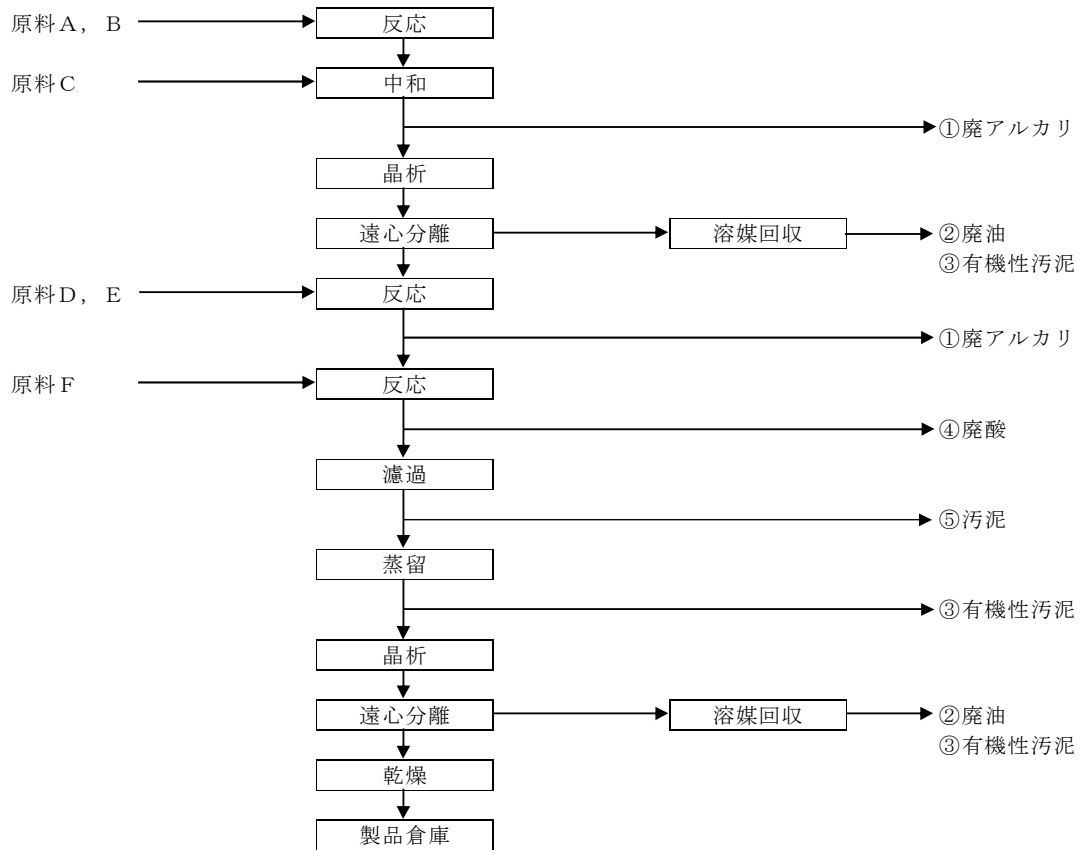 原料A， B
反応
原料C
中和
①廃アルカリ
晶析
遠心分離
溶媒回収
②廃油
③有機性汚泥
原料D， E
反応
①廃アルカリ
原料F
反応
④廃酸
濾過
⑤汚泥
蒸留
③有機性汚泥
晶析
遠心分離
溶媒回収
②廃油
③有機性汚泥
乾燥
製品倉庫